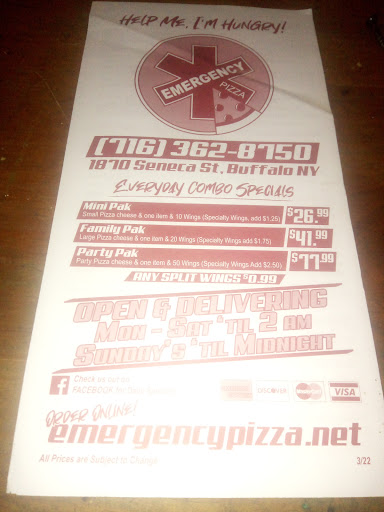 HELP ME, I'M HUNGRY!
EMERGENCY
PIZZA
(716) 362-8750
1870 Seneca St, Buffalo NY
Everyday Combo Specials
Mini Pak
Small Pizza cheese & one item & 10 Wings (Specialty Wings, add $1.25)
$26.99
Family Pak
Large Pizza cheese & one item & 20 Wings (Specialty Wings add $1.75)
$41.99
Party Pak
Party Pizza cheese & one item & 50 Wings (Specialty Wings Add $2.50)
$77.99
ANY SPLIT WINGS $0.99
OPEN & DELIVERING
Mon - Sat 'til 2 am
Sunday's 'til Midnight
Check us out on
FACEBOOK for Daily Specials
DISCOVER
VISA
ORDER ONLINE!
emergencypizza.net
All Prices are Subject to Change
3/22